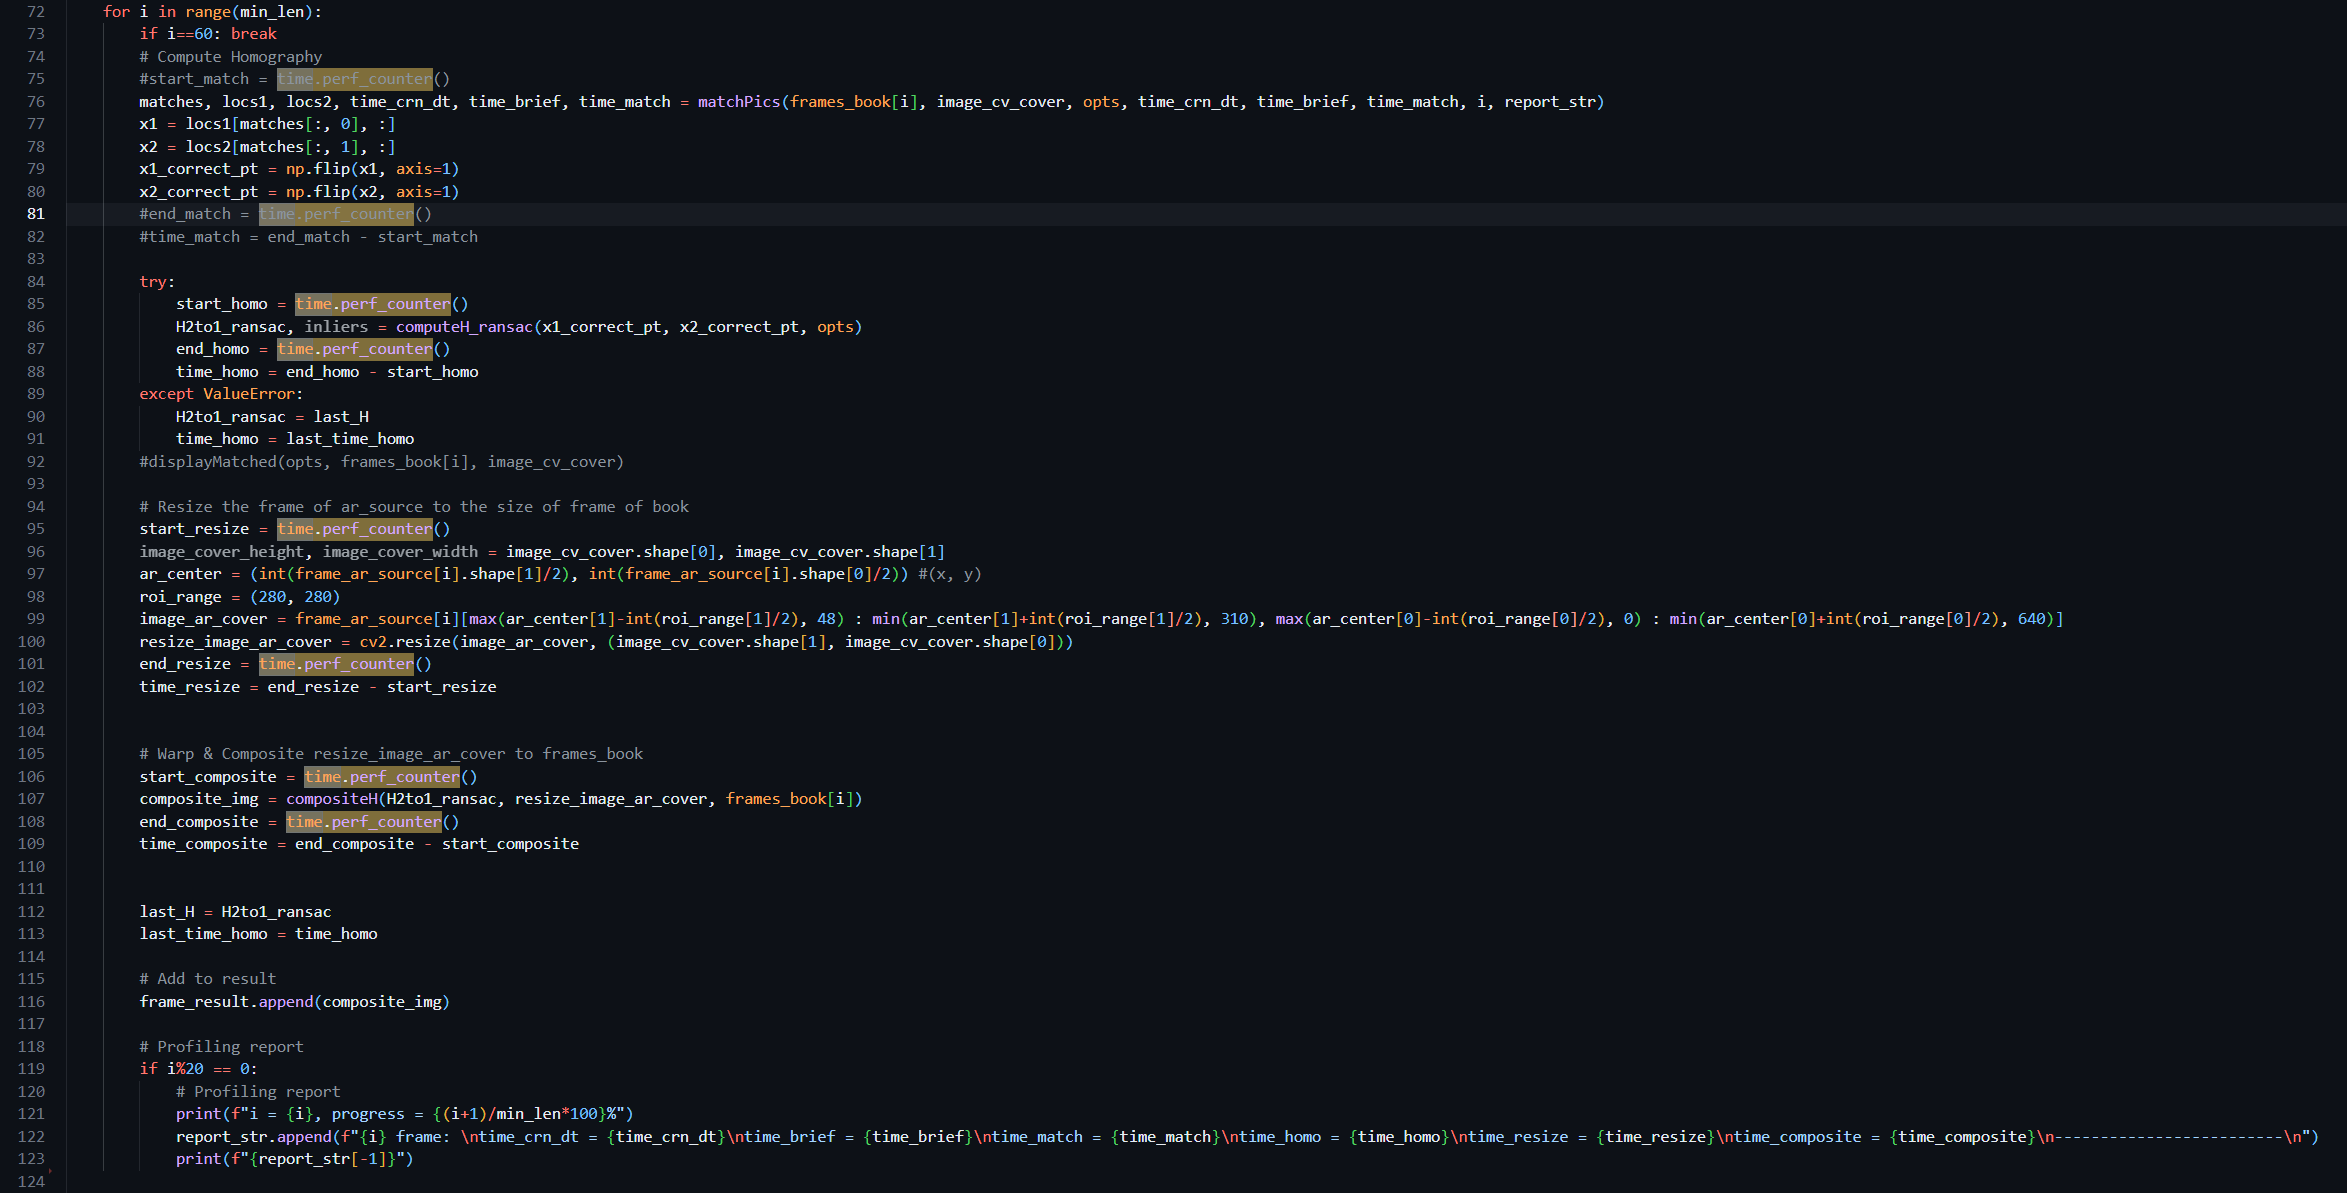 72 for i in range(min_len):
73 if i==60: break
74 # Compute Homography
75 #start_match = time.perf_counter()
76 matches, locs1, locs2, time_crn_dt, time_brief, time_match = matchPics(frames_book[i], image_cv_cover, opts, time_crn_dt, time_brief, time_match, i, report_str)
77 x1 = locs1[matches[:, 0], :]
78 x2 = locs2[matches[:, 1], :]
79 x1_correct_pt = np.flip(x1, axis=1)
80 x2_correct_pt = np.flip(x2, axis=1)
81 #end_match = time.perf_counter()
82 #time_match = end_match - start_match
83
84 try:
85 start_homo = time.perf_counter()
86 H2to1_ransac, inliers = computeH_ransac(x1_correct_pt, x2_correct_pt, opts)
87 end_homo = time.perf_counter()
88 time_homo = end_homo - start_homo
89 except ValueError:
90 H2to1_ransac = last_H
91 time_homo = last_time_homo
92 #displayMatched(opts, frames_book[i], image_cv_cover)
93
94 # Resize the frame of ar_source to the size of frame of book
95 start_resize = time.perf_counter()
96 image_cover_height, image_cover_width = image_cv_cover.shape[0], image_cv_cover.shape[1]
97 ar_center = (int(frame_ar_source[i].shape[1]/2), int(frame_ar_source[i].shape[0]/2)) #(x, y)
98 roi_range = (280, 280)
99 image_ar_cover = frame_ar_source[i][max(ar_center[1]-int(roi_range[1]/2), 48) : min(ar_center[1]+int(roi_range[1]/2), 310), max(ar_center[0]-int(roi_range[0]/2), 0) : min(ar_center[0]+int(roi_range[0]/2), 640)]
100 resize_image_ar_cover = cv2.resize(image_ar_cover, (image_cv_cover.shape[1], image_cv_cover.shape[0]))
101 end_resize = time.perf_counter()
102 time_resize = end_resize - start_resize
103
104
105 # Warp & Composite resize_image_ar_cover to frames_book
106 start_composite = time.perf_counter()
107 composite_img = compositeH(H2to1_ransac, resize_image_ar_cover, frames_book[i])
108 end_composite = time.perf_counter()
109 time_composite = end_composite - start_composite
110
111
112 last_H = H2to1_ransac
113 last_time_homo = time_homo
114
115 # Add to result
116 frame_result.append(composite_img)
117
118 # Profiling report
119 if i%20 == 0:
120 # Profiling report
121 print(f"i = {i}, progress = {(i+1)/min_len*100}%")
122 report_str.append(f"{i} frame: \ntime_crn_dt = {time_crn_dt}\ntime_brief = {time_brief}\ntime_match = {time_match}\ntime_homo = {time_homo}\ntime_resize = {time_resize}\ntime_composite = {time_composite}\n-------------------------\n")
123 print(f"{report_str[-1]}")
124